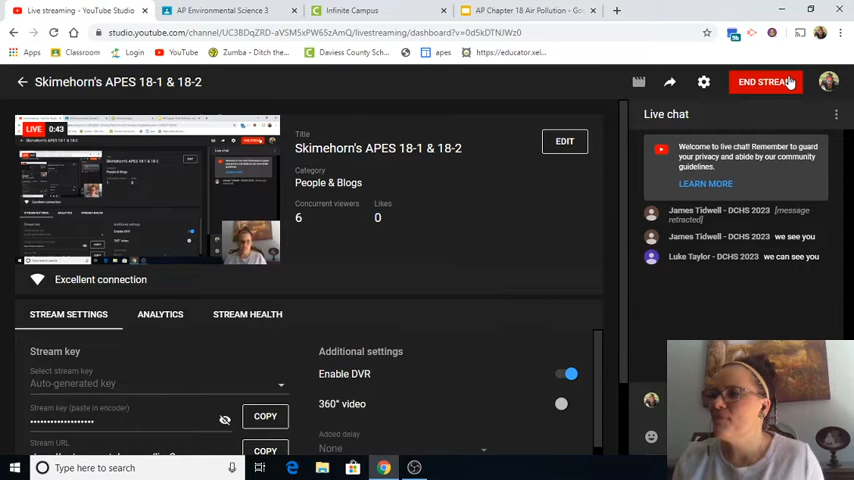 Live streaming - YouTube Studio
AP Environmental Science 3
Infinite Campus
AP Chapter 18 Air Pollution - Go
studio.youtube.com/channel/UC3BDqZRD-aVSM5xPW65zAmQ/livestreaming/dashboard?v=0d5kDTNJWz0
Apps Classroom Login YouTube Zumba - Ditch the... Daviess County Sch... apes https://educator.xel...
Skimehorn's APES 18-1 & 18-2
END STREAM
LIVE 0:43
Title
Skimehorn's APES 18-1 & 18-2
EDIT
Category
People & Blogs
Concurrent viewers Likes
6 0
Excellent connection
STREAM SETTINGS ANALYTICS STREAM HEALTH
Stream key
Select stream key
Auto-generated key
Stream key (paste in encoder)
COPY
Stream URL
COPY
Additional settings
Enable DVR
360° video
Added delay
None
Live chat
Welcome to live chat! Remember to guard
your privacy and abide by our community
guidelines.
LEARN MORE
James Tidwell - DCHS 2023 [message
retracted]
James Tidwell - DCHS 2023 we see you
Luke Taylor - DCHS 2023 we can see you
Type here to search